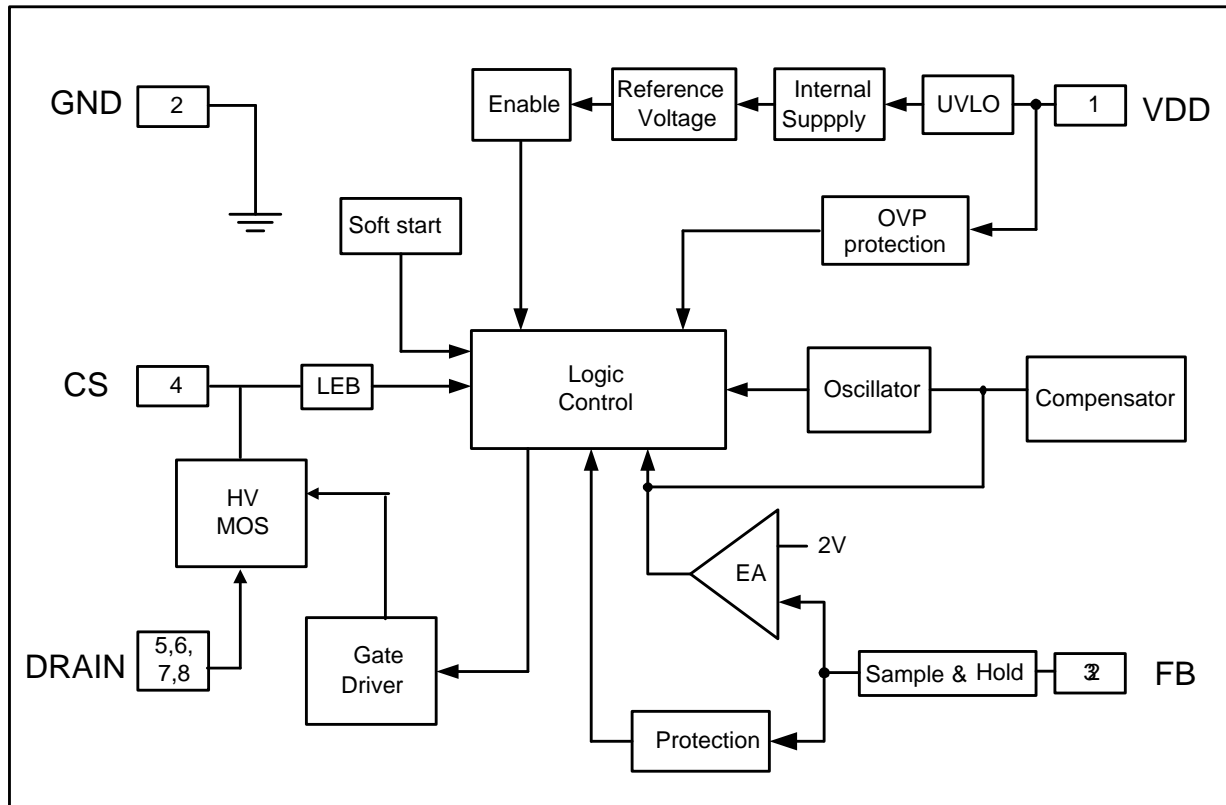 GND
2
Enable
Reference
Voltage
Internal
Suppply
UVLO
1
VDD
Soft start
OVP
protection
CS
4
LEB
Logic
Control
Oscillator
Compensator
HV
MOS
EA
2V
DRAIN
5,6,
7,8
Gate
Driver
Sample & Hold
FB
Protection